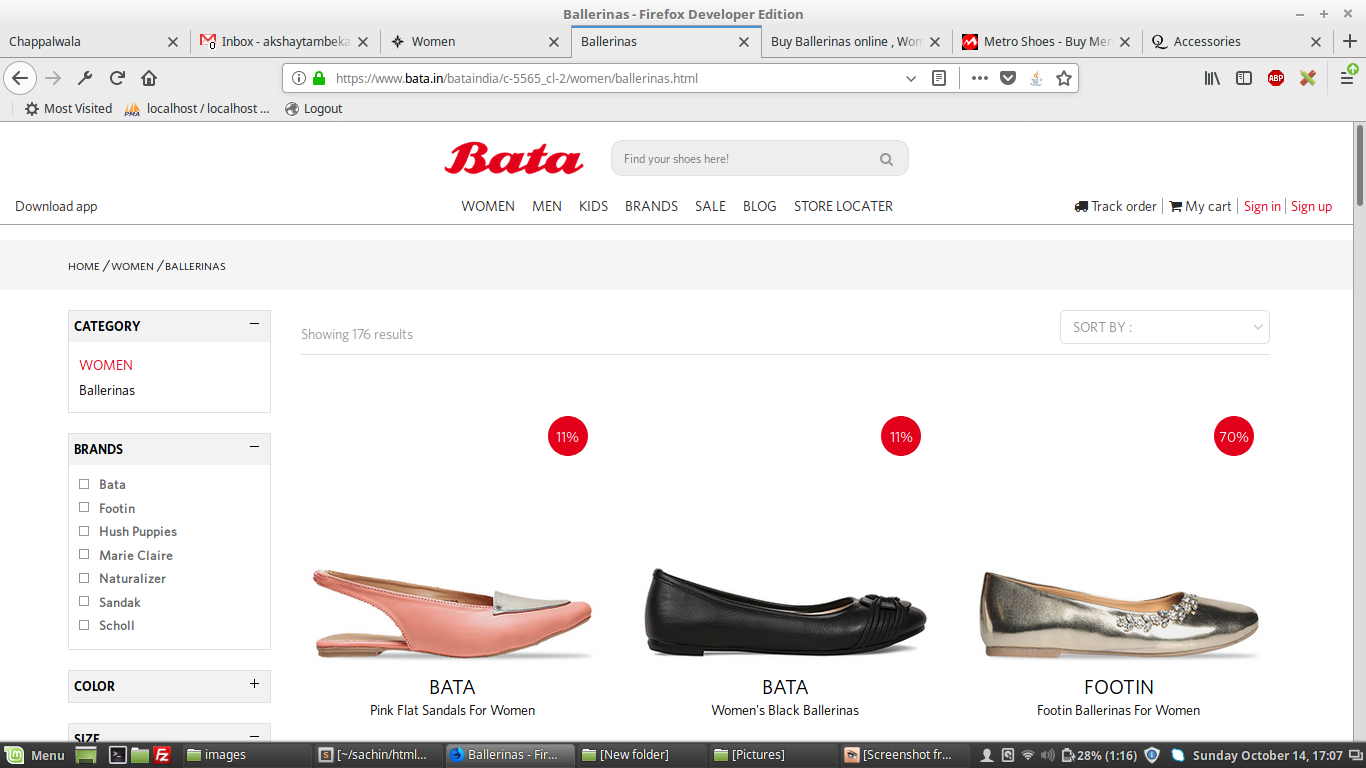 Ballerinas - Firefox Developer Edition
Chappalwala
Inbox - akshaytambeka
Women
Ballerinas
Buy Ballerinas online , Wom
Metro Shoes - Buy Men
Accessories
https://www.bata.in/bataindia/c-5565_cl-2/women/ballerinas.html
ABP
Most Visited
PMA
localhost / localhost ...
Logout
Bata
Find your shoes here!
Download app
WOMEN MEN KIDS BRANDS SALE BLOG STORE LOCATER
Track order | My cart | Sign in | Sign up
HOME / WOMEN / BALLERINAS
CATEGORY
WOMEN
Ballerinas
BRANDS
Bata
Footin
Hush Puppies
Marie Claire
Naturalizer
Sandak
Scholl
COLOR
SIZE
Showing 176 results
SORT BY :
11%
11%
70%
BATA
Pink Flat Sandals For Women
BATA
Women's Black Ballerinas
FOOTIN
Footin Ballerinas For Women
Menu
images
[~/sachin/html...
Ballerinas - Fir...
[New folder]
[Pictures]
[Screenshot fr...
28% (1:16)
Sunday October 14, 17:07